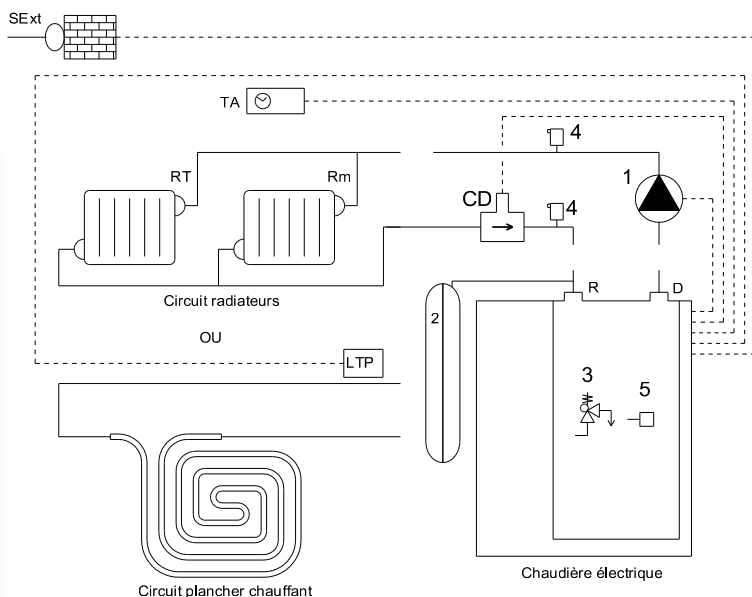 SExt
TA
4
RT
Rm
1
CD
4
Circuit radiateurs
R
D
2
OU
LTP
3
5
Circuit plancher chauffant
Chaudière électrique